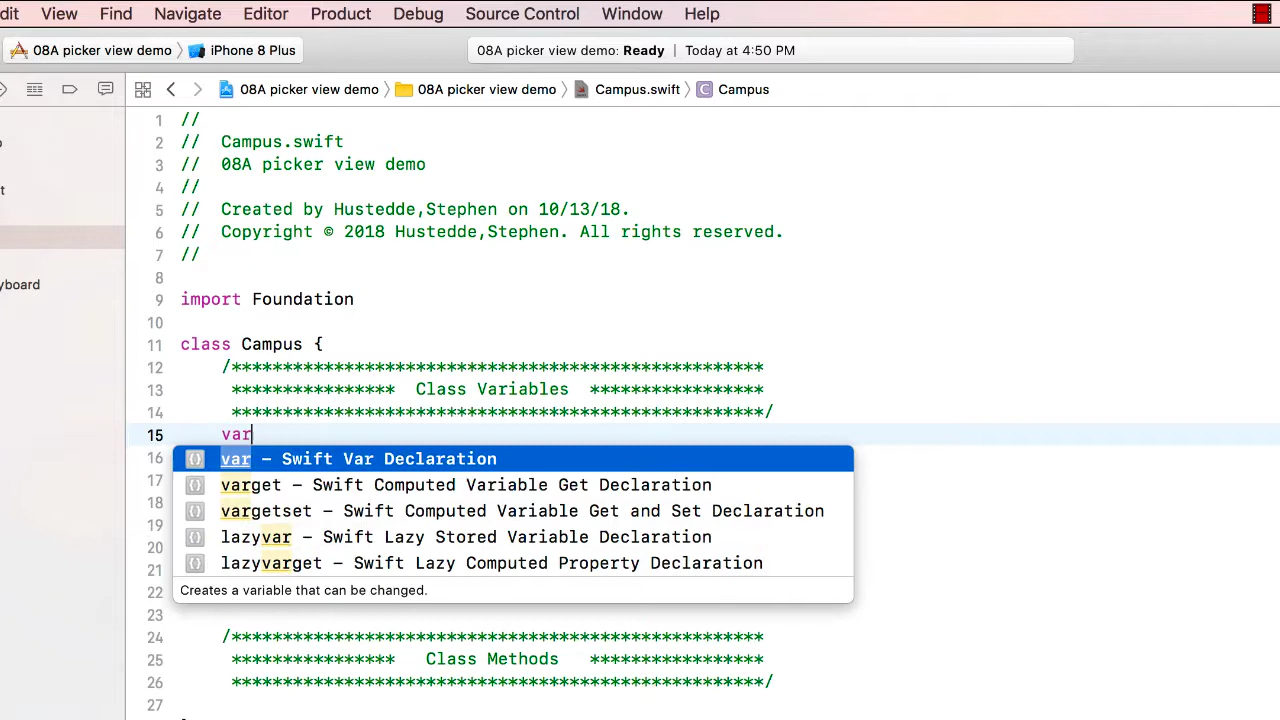 dit View Find Navigate Editor Product Debug Source Control Window Help
08A picker view demo iPhone 8 Plus 08A picker view demo: Ready | Today at 4:50 PM
08A picker view demo 08A picker view demo Campus.swift C Campus
1 //
2 // Campus.swift
3 // 08A picker view demo
4 //
5 // Created by Hustedde,Stephen on 10/13/18.
6 // Copyright © 2018 Hustedde,Stephen. All rights reserved.
7 //
8
9 import Foundation
10
11 class Campus {
12 /****************************************************
13 **************** Class Variables *****************
14 ****************************************************/
15 var
16 {} var – Swift Var Declaration
17 {} varget – Swift Computed Variable Get Declaration
18 {} vargetset – Swift Computed Variable Get and Set Declaration
19
20 {} lazyvar – Swift Lazy Stored Variable Declaration
21 {} lazyvarget – Swift Lazy Computed Property Declaration
22 Creates a variable that can be changed.
23
24 /****************************************************
25 **************** Class Methods *****************
26 ****************************************************/
27
t
yboard